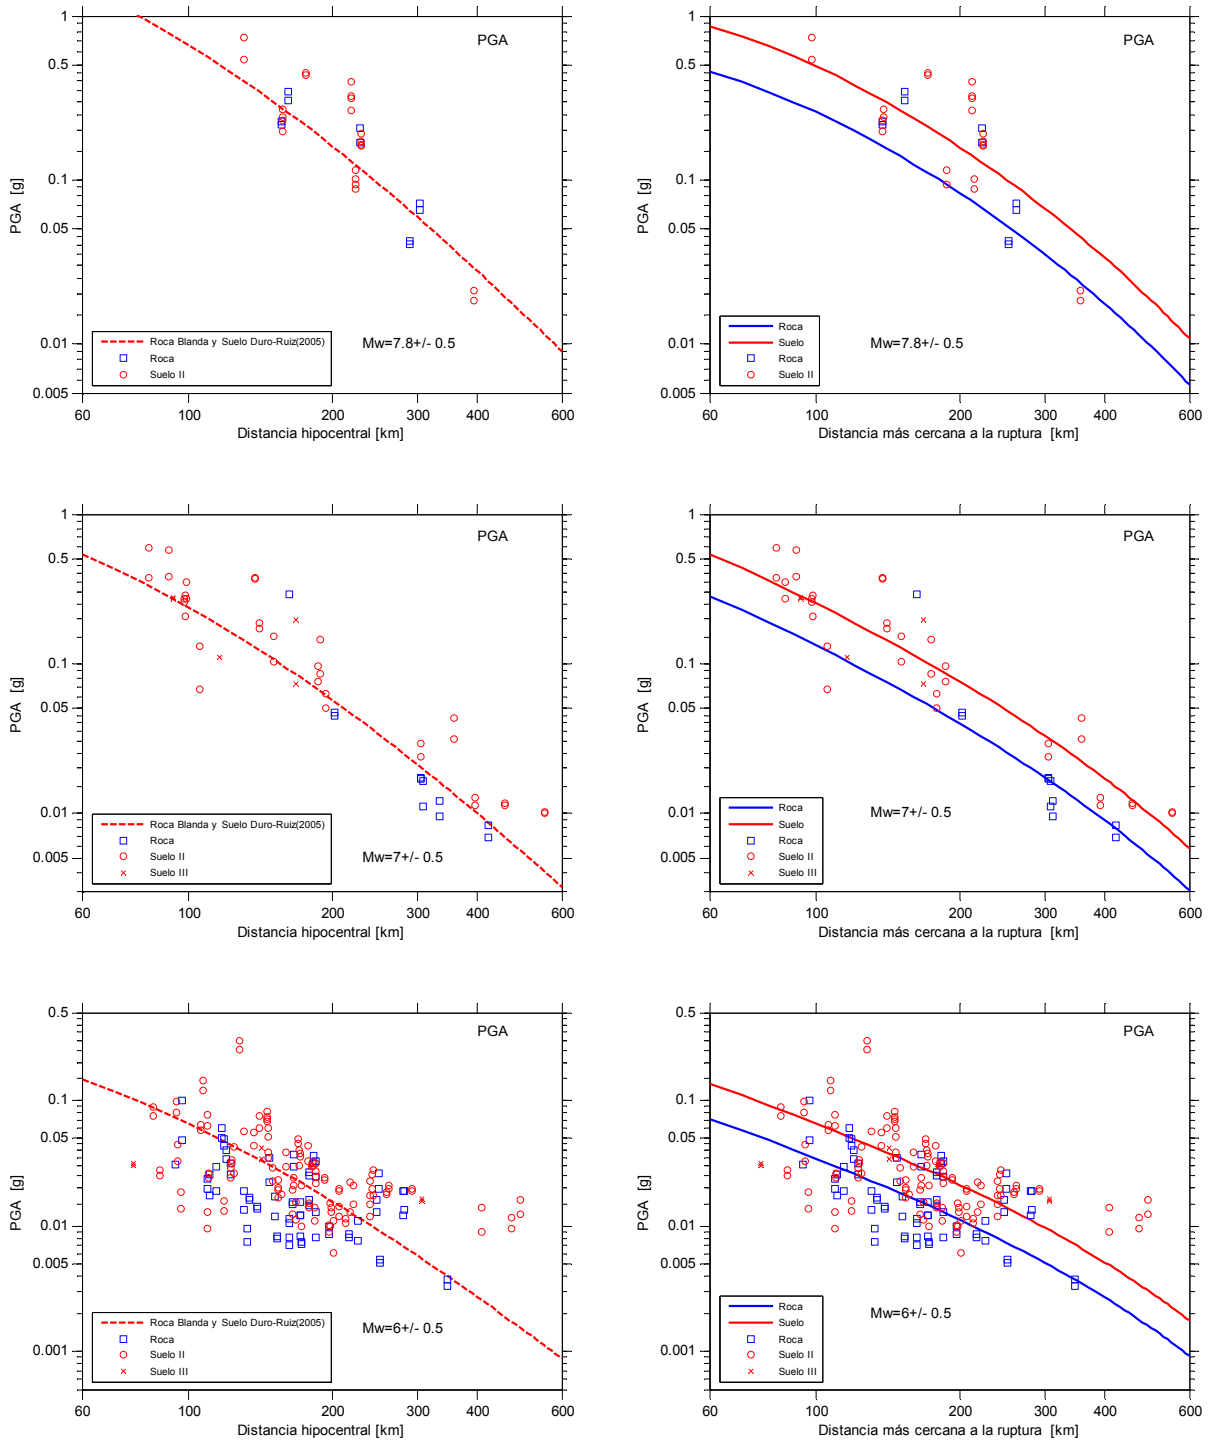 PGA
1
0.5
0.1
0.05
0.01
0.005
PGA [g]
Roca Blanda y Suelo Duro-Ruiz(2005)
Roca
Suelo II
Mw=7.8+/- 0.5
60 100 200 300 400 600
Distancia hipocentral [km]
PGA
1
0.5
0.1
0.05
0.01
0.005
PGA [g]
Roca
Suelo
Roca
Suelo II
Mw=7.8+/- 0.5
60 100 200 300 400 600
Distancia más cercana a la ruptura [km]
PGA
1
0.5
0.1
0.05
0.01
0.005
PGA [g]
Roca Blanda y Suelo Duro-Ruiz(2005)
Roca
Suelo II
Suelo III
Mw=7+/- 0.5
60 100 200 300 400 600
Distancia hipocentral [km]
PGA
1
0.5
0.1
0.05
0.01
0.005
PGA [g]
Roca
Suelo
Roca
Suelo II
Suelo III
Mw=7+/- 0.5
60 100 200 300 400 600
Distancia más cercana a la ruptura [km]
PGA
0.5
0.1
0.05
0.01
0.005
0.001
PGA [g]
Roca Blanda y Suelo Duro-Ruiz(2005)
Roca
Suelo II
Suelo III
Mw=6+/- 0.5
60 100 200 300 400 600
Distancia hipocentral [km]
PGA
0.5
0.1
0.05
0.01
0.005
0.001
PGA [g]
Roca
Suelo
Roca
Suelo II
Suelo III
Mw=6+/- 0.5
60 100 200 300 400 600
Distancia más cercana a la ruptura [km]